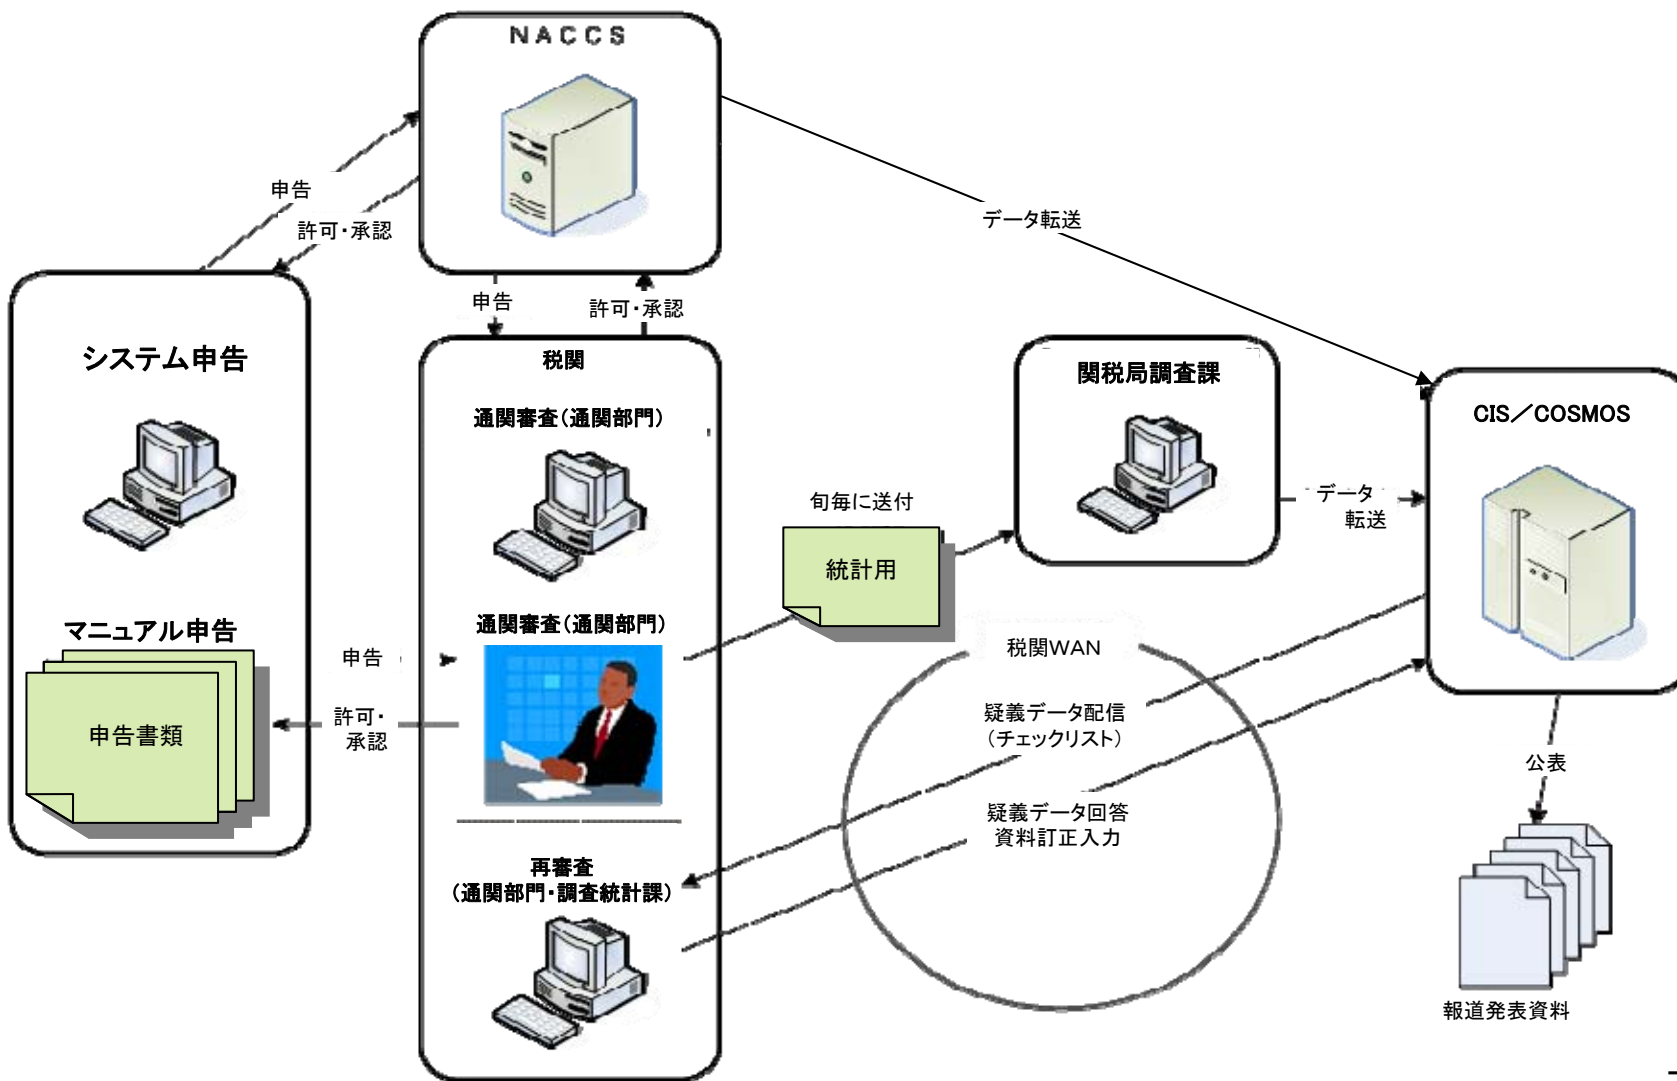 NACCS
申告
許可・承認
データ転送
申告
許可・承認
システム申告
税関
通関審査(通関部門)
関税局調査課
CIS／COSMOS
旬毎に送付
統計用
データ
転送
マニュアル申告
申告書類
申告
許可・
承認
通関審査(通関部門)
税関WAN
疑義データ配信
(チェックリスト)
疑義データ回答
資料訂正入力
公表
再審査
(通関部門・調査統計課)
報道発表資料